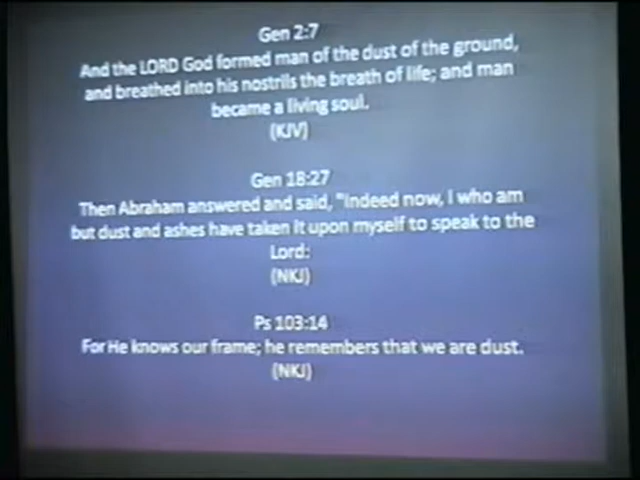 Gen 2:7
And the LORD God formed man of the dust of the ground,
and breathed into his nostrils the breath of life; and man
became a living soul.
(KJV)
Gen 18:27
Then Abraham answered and said, "Indeed now, I who am
but dust and ashes have taken it upon myself to speak to the
Lord:
(NKJ)
Ps 103:14
For He knows our frame; he remembers that we are dust.
(NKJ)